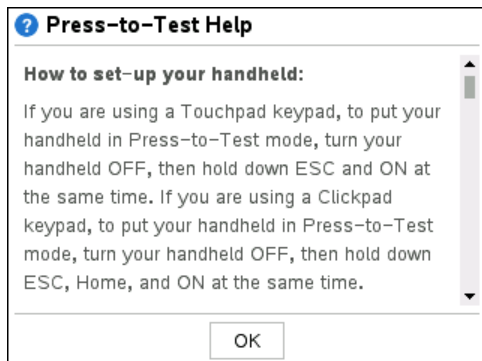 Press-to-Test Help
How to set-up your handheld:
If you are using a Touchpad keypad, to put your
handheld in Press-to-Test mode, turn your
handheld OFF, then hold down ESC and ON at
the same time. If you are using a Clickpad
keypad, to put your handheld in Press-to-Test
mode, turn your handheld OFF, then hold down
ESC, Home, and ON at the same time.
OK